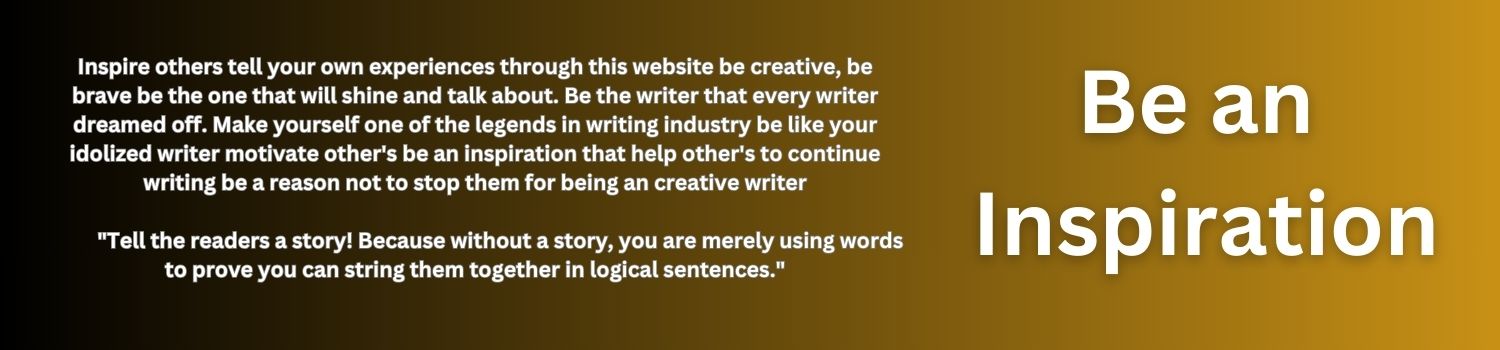 Inspire others tell your own experiences through this website be creative, be
brave be the one that will shine and talk about. Be the writer that every writer
dreamed off. Make yourself one of the legends in writing industry be like your
idolized writer motivate other's be an inspiration that help other's to continue
writing be a reason not to stop them for being an creative writer
"Tell the readers a story! Because without a story, you are merely using words
to prove you can string them together in logical sentences."
Be an
Inspiration